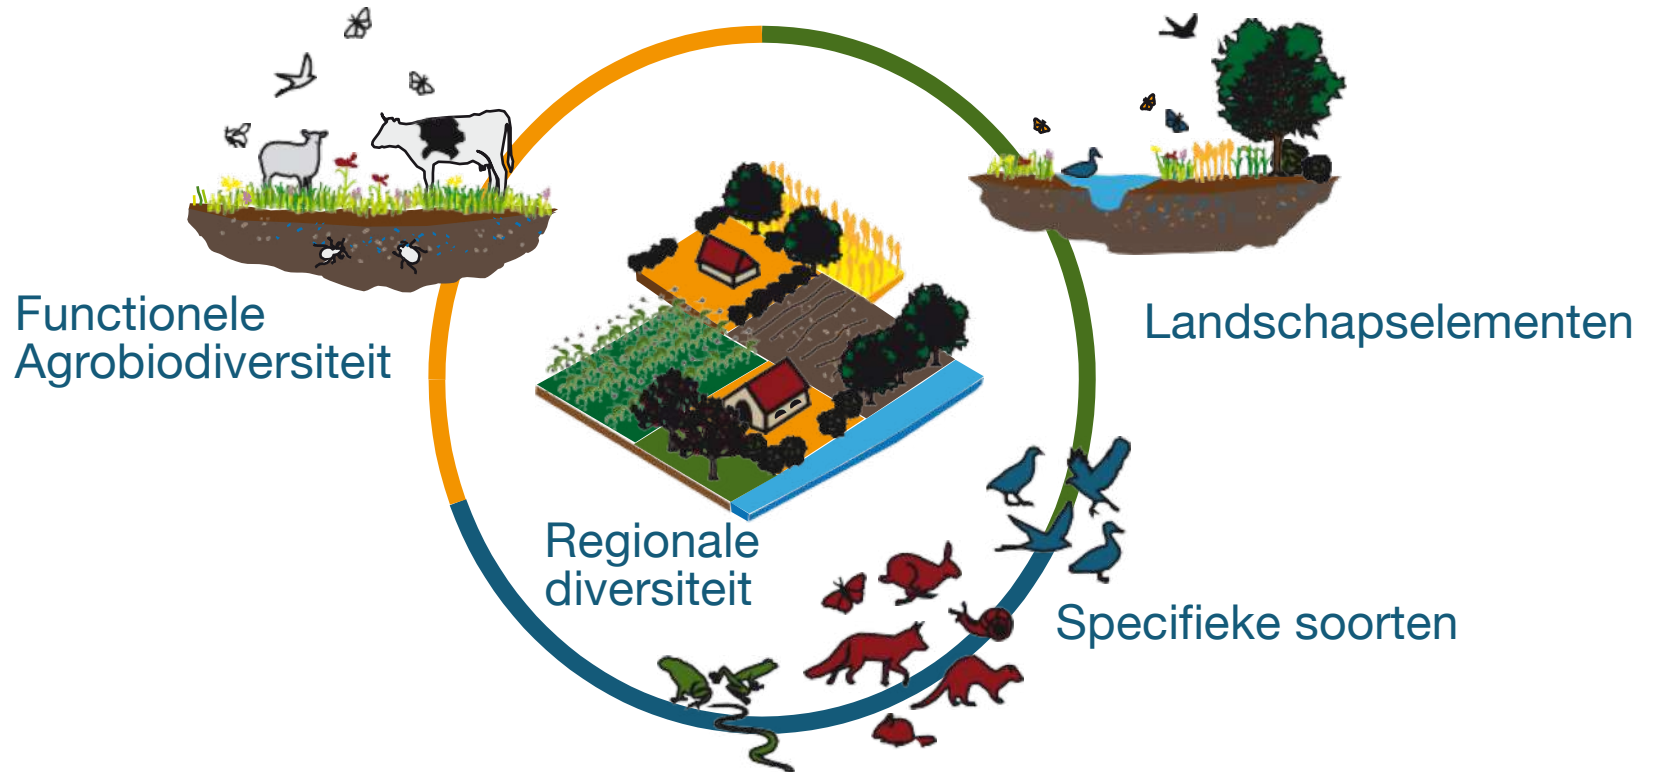 Functionele
Agrobiodiversiteit
Landschapselementen
Regionale
diversiteit
Specifieke soorten